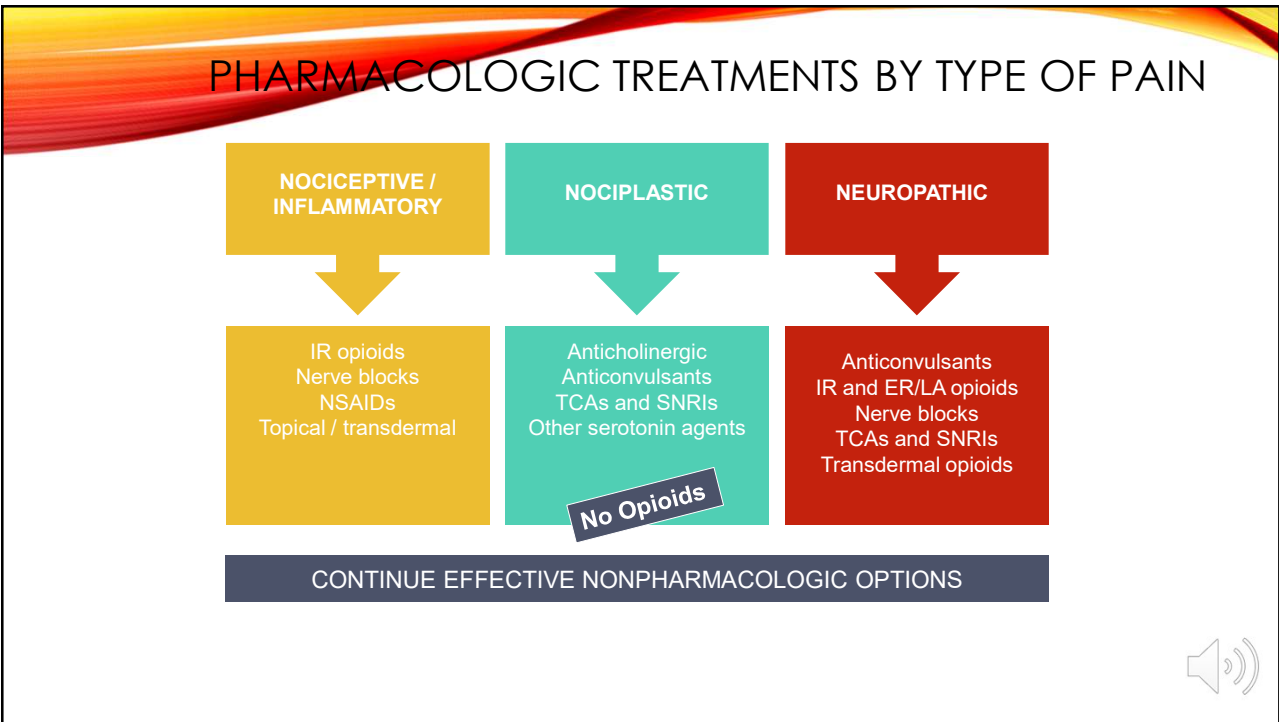 PHARMACOLOGIC TREATMENTS BY TYPE OF PAIN
NOCICEPTIVE /
INFLAMMATORY
IR opioids
Nerve blocks
NSAIDs
Topical / transdermal
NOCIPLASTIC
Anticholinergic
Anticonvulsants
TCAs and SNRIs
Other serotonin agents
No Opioids
NEUROPATHIC
Anticonvulsants
IR and ER/LA opioids
Nerve blocks
TCAs and SNRIs
Transdermal opioids
CONTINUE EFFECTIVE NONPHARMACOLOGIC OPTIONS